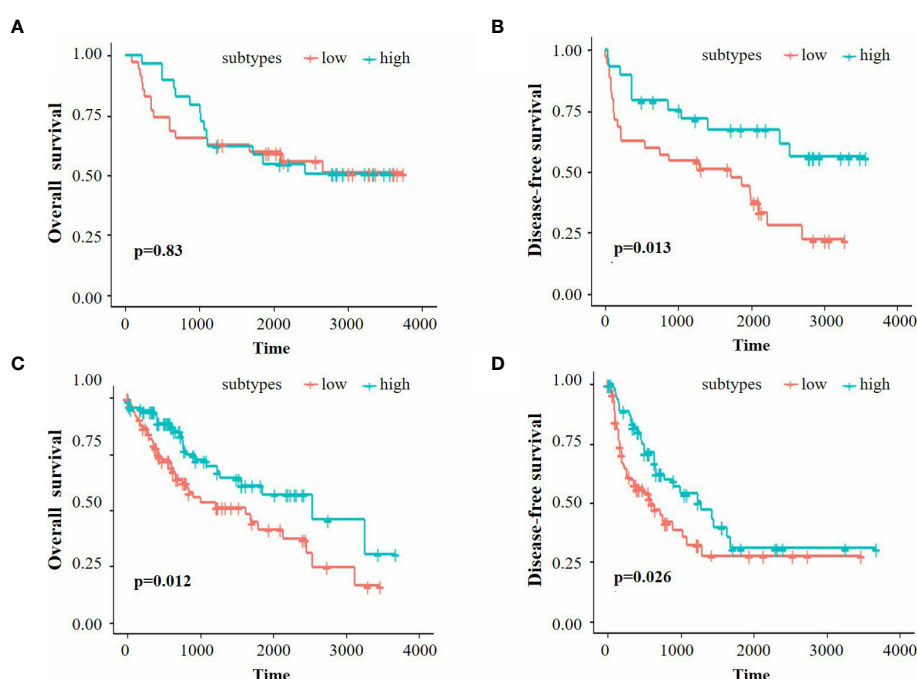 A
subtypes low high
1.00
0.75
0.50
0.25
0.00
Overall survival
p=0.83
0 1000 2000 3000 4000
Time
B
subtypes low high
1.00
0.75
0.50
0.25
0.00
Disease-free survival
p=0.013
0 1000 2000 3000 4000
Time
C
subtypes low high
1.00
0.75
0.50
0.25
0.00
Overall survival
p=0.012
0 1000 2000 3000 4000
Time
D
subtypes low high
1.00
0.75
0.50
0.25
0.00
Disease-free survival
p=0.026
0 1000 2000 3000 4000
Time